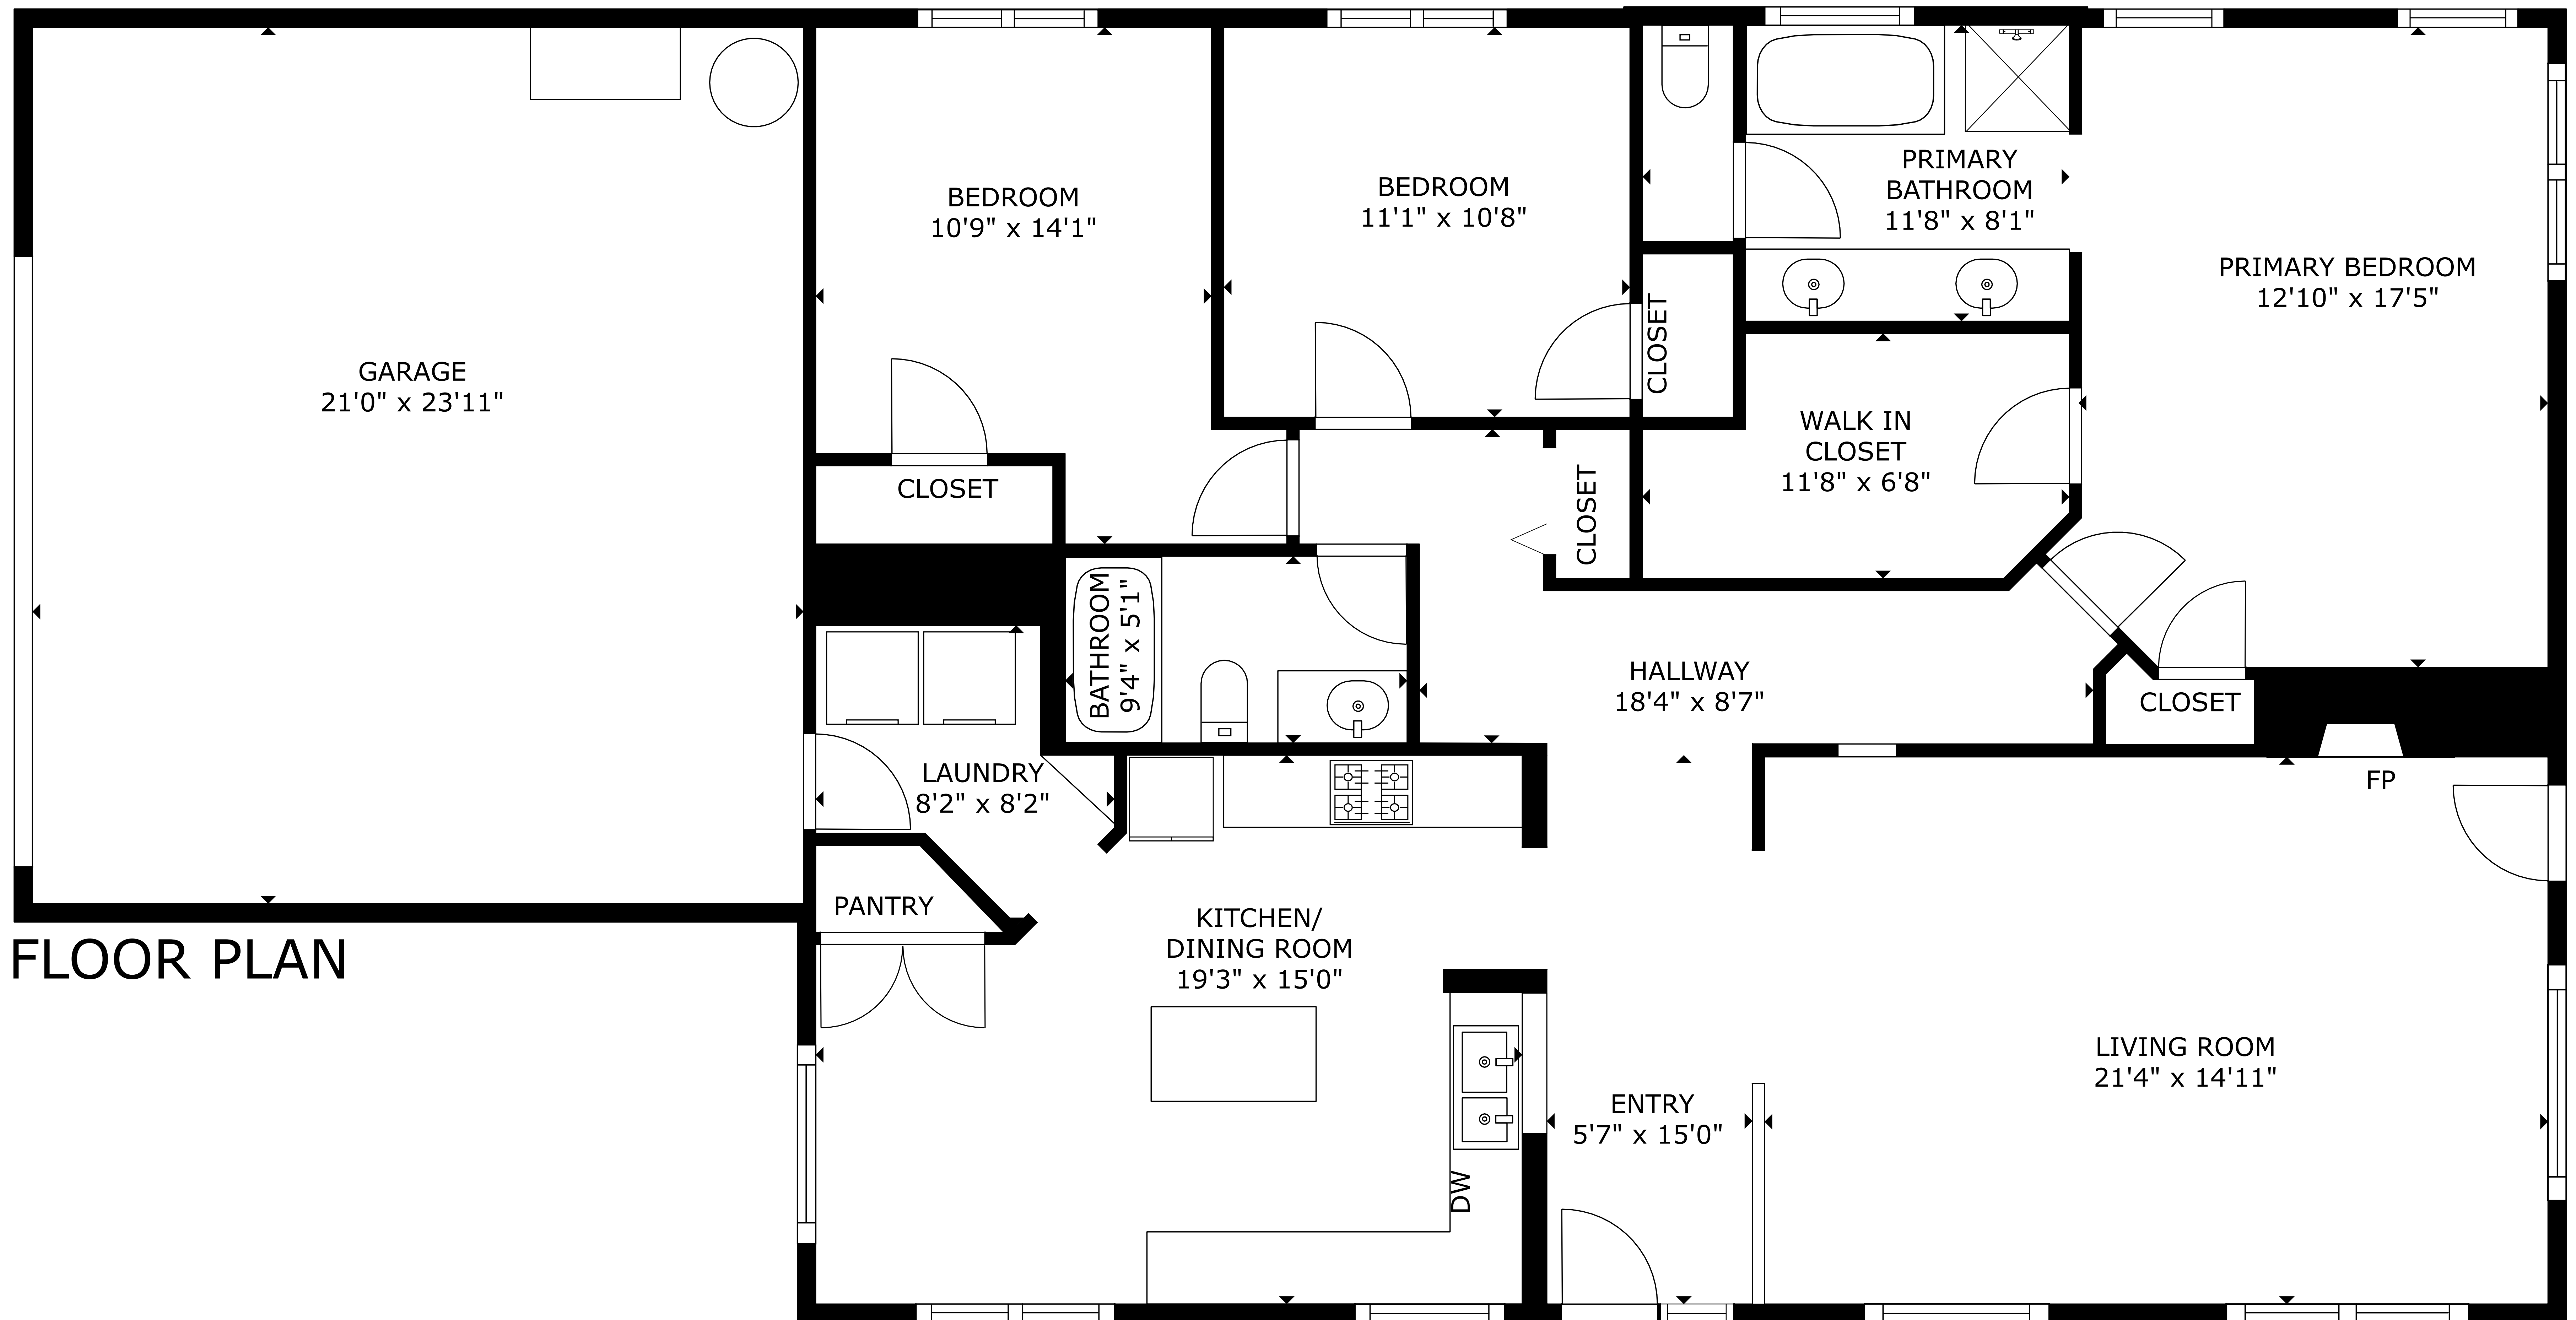 BEDROOM
10'9" x 14'1"
BEDROOM
11'1" x 10'8"
PRIMARY
BATHROOM
11'8" x 8'1"
PRIMARY BEDROOM
12'10" x 17'5"
GARAGE
21'0" x 23'11"
CLOSET
WALK IN
CLOSET
11'8" x 6'8"
CLOSET
CLOSET
BATHROOM
9'4" x 5'1"
HALLWAY
18'4" x 8'7"
CLOSET
LAUNDRY
8'2" x 8'2"
FP
PANTRY
KITCHEN/
DINING ROOM
19'3" x 15'0"
FLOOR PLAN
LIVING ROOM
21'4" x 14'11"
ENTRY
5'7" x 15'0"
DW